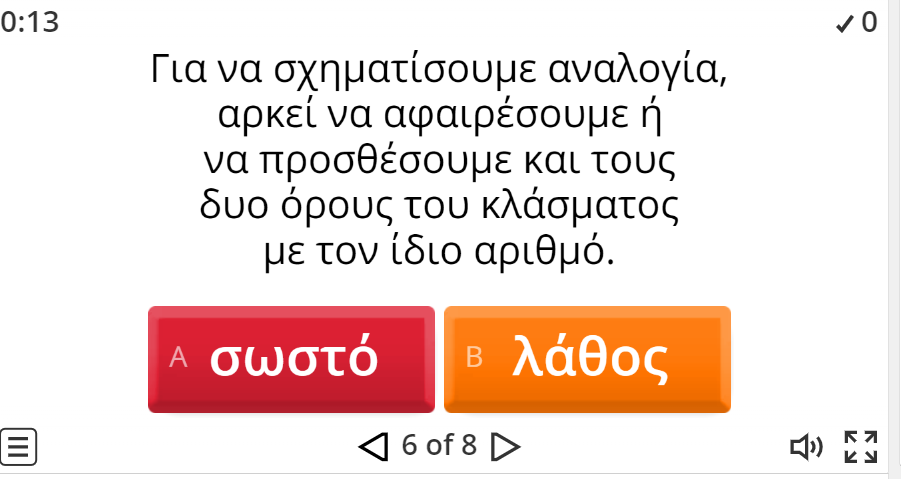 0:13
✓ 0
Για να σχηματίσουμε αναλογία,
αρκεί να αφαιρέσουμε ή
να προσθέσουμε και τους
δυο όρους του κλάσματος
με τον ίδιο αριθμό.
A σωστό
B λάθος
6 of 8